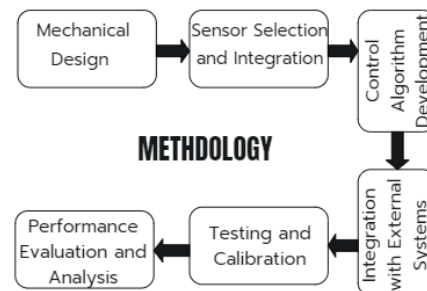 Mechanical
Design
Sensor Selection
and Integration
Control
Algorithm
Development
METHDOLOGY
Integration
with External
Systems
Testing and
Calibration
Performance
Evaluation and
Analysis